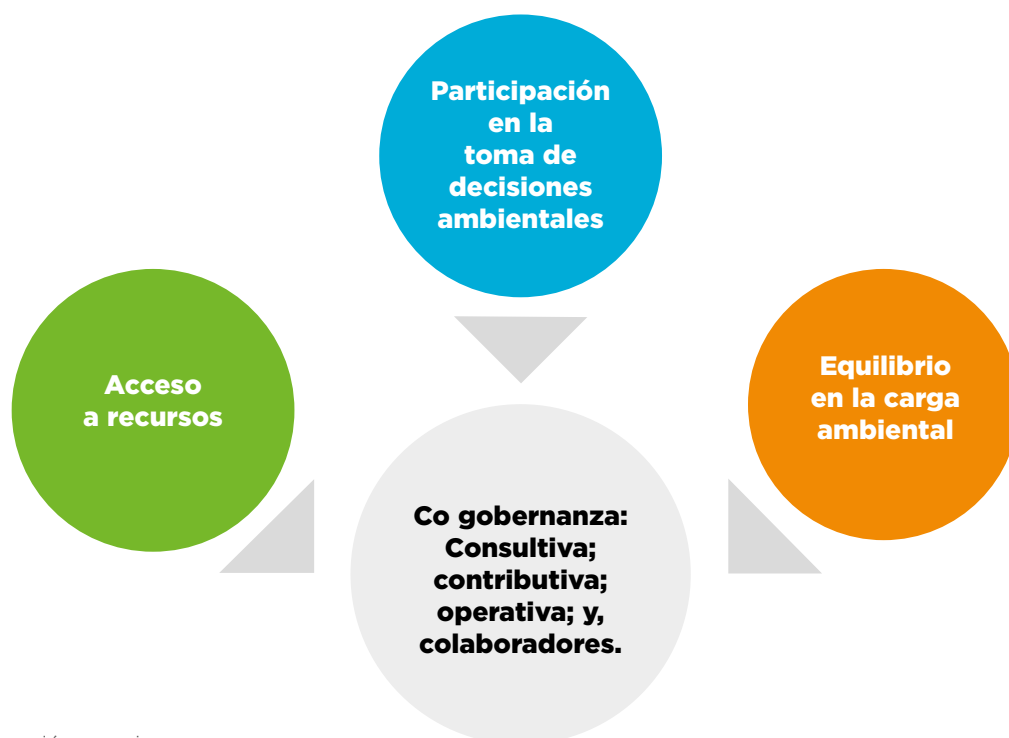 Participación
en la
toma de
decisiones
ambientales
Acceso
a recursos
Equilibrio
en la carga
ambiental
Co gobernanza:
Consultiva;
contributiva;
operativa; y,
colaboradores.